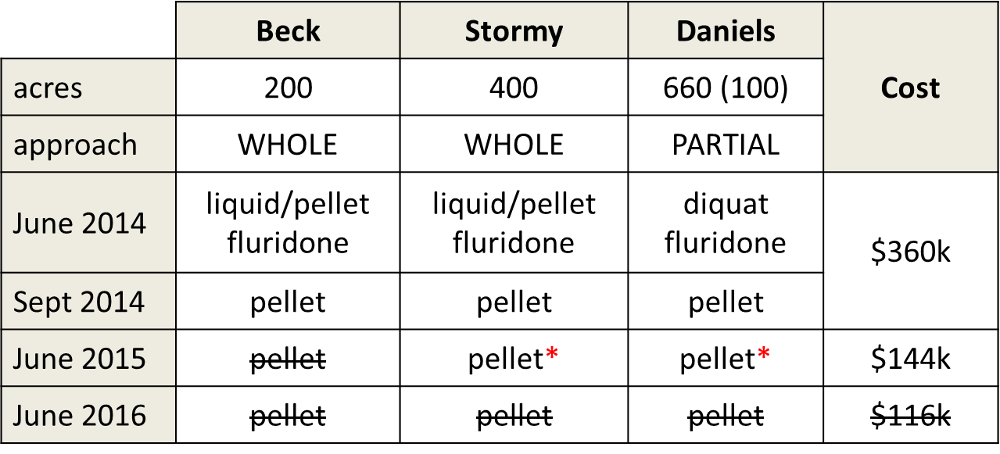 Beck Stormy Daniels Cost
acres 200 400 660 (100)
approach WHOLE WHOLE PARTIAL
June 2014 liquid/pellet fluridone liquid/pellet fluridone diquat fluridone $360k
Sept 2014 pellet pellet pellet
June 2015 pellet pellet* pellet* $144k
June 2016 pellet pellet pellet $116k